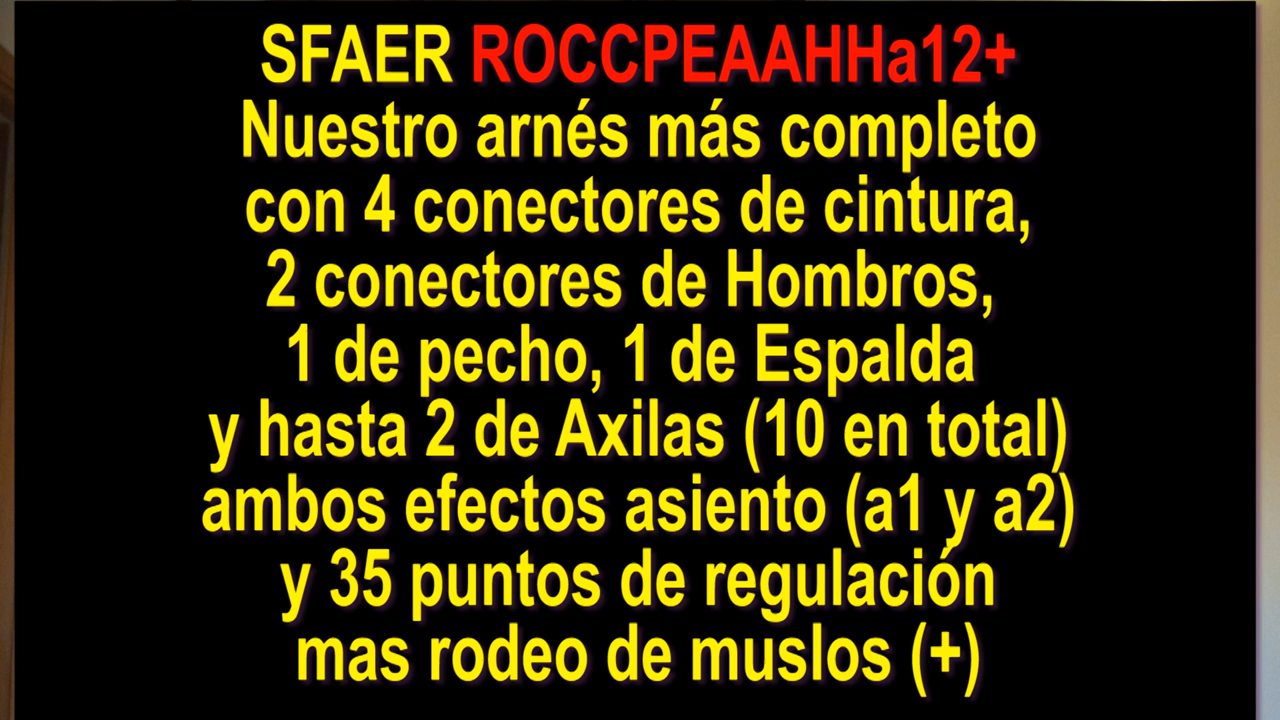 SFAER ROCCPEAAHHa12+
Nuestro arnés más completo
con 4 conectores de cintura,
2 conectores de Hombros,
1 de pecho, 1 de Espalda
y hasta 2 de Axilas (10 en total)
ambos efectos asiento (a1 y a2)
y 35 puntos de regulación
mas rodeo de muslos (+)